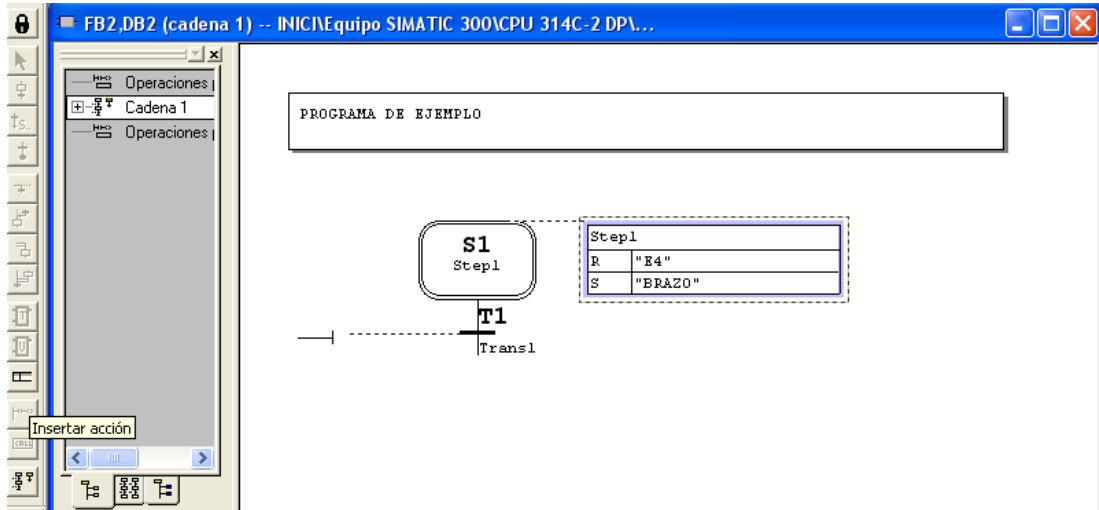 FB2,DB2 (cadena 1) -- INICI\Equipo SIMATIC 300\CPU 314C-2 DP\...
Operaciones
Cadena 1
Operaciones
PROGRAMA DE EJEMPLO
S1
Step1
Step1
R "E4"
S "BRAZO"
T1
Trans1
Insertar acción
CALL